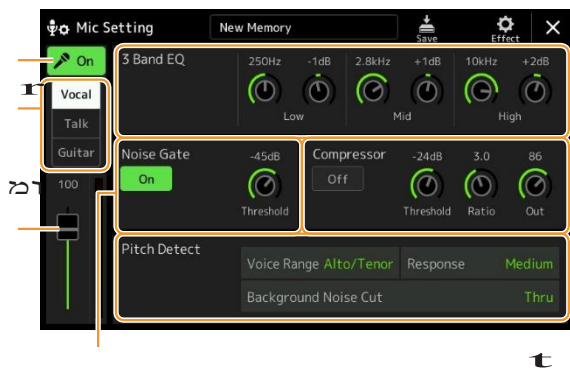 Mic Setting
New Memory
Save
Effect
On
3 Band EQ
250Hz -1dB 2.8kHz +1dB 10kHz +2dB
Low Mid High
Vocal
Talk
Guitar
100
Noise Gate
On
-45dB
Threshold
Compressor
Off
-24dB 3.0 86
Threshold Ratio Out
Pitch Detect
Voice Range Alto/Tenor Response Medium
Background Noise Cut Thru
t